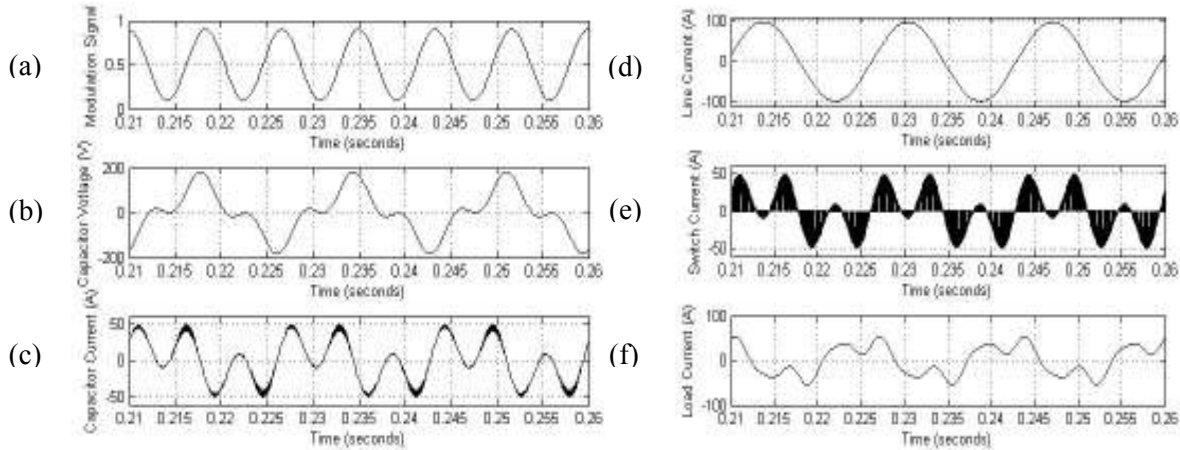 (a)
Modulation Signal
1
0.5
0
0.21 0.215 0.22 0.225 0.23 0.235 0.24 0.245 0.25 0.255 0.26
Time (seconds)
(b)
Capacitor Voltage (V)
200
0
-200
0.21 0.215 0.22 0.225 0.23 0.235 0.24 0.245 0.25 0.255 0.26
Time (seconds)
(c)
Capacitor Current (A)
50
0
-50
0.21 0.215 0.22 0.225 0.23 0.235 0.24 0.245 0.25 0.255 0.26
Time (seconds)
(d)
Line Current (A)
100
0
-100
0.21 0.215 0.22 0.225 0.23 0.235 0.24 0.245 0.25 0.255 0.26
Time (seconds)
(e)
Switch Current (A)
50
0
-50
0.21 0.215 0.22 0.225 0.23 0.235 0.24 0.245 0.25 0.255 0.26
Time (seconds)
(f)
Load Current (A)
100
0
-100
0.21 0.215 0.22 0.225 0.23 0.235 0.24 0.245 0.25 0.255 0.26
Time (seconds)